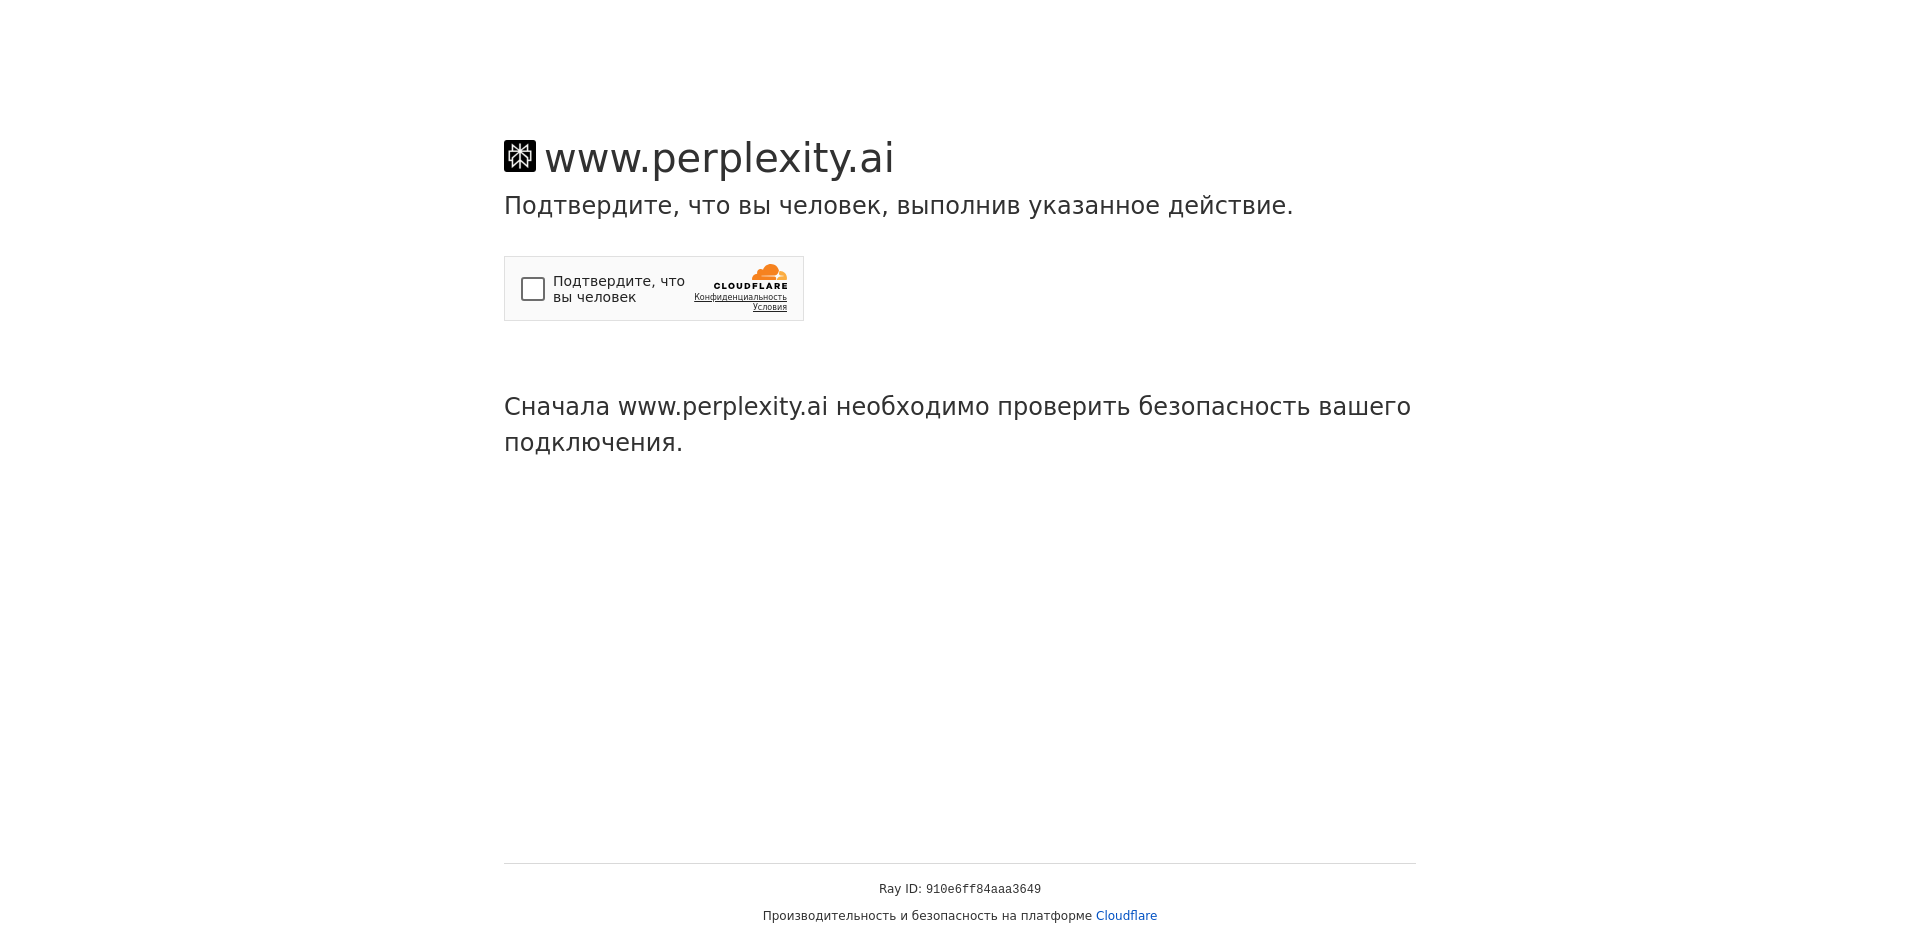 www.perplexity.ai
Подтвердите, что вы человек, выполнив указанное действие.
Подтвердите, что
вы человек
CLOUDFLARE
Конфиденциальность
Условия
Сначала www.perplexity.ai необходимо проверить безопасность вашего
подключения.
Ray ID: 910e6ff84aaa3649
Производительность и безопасность на платформе Cloudflare